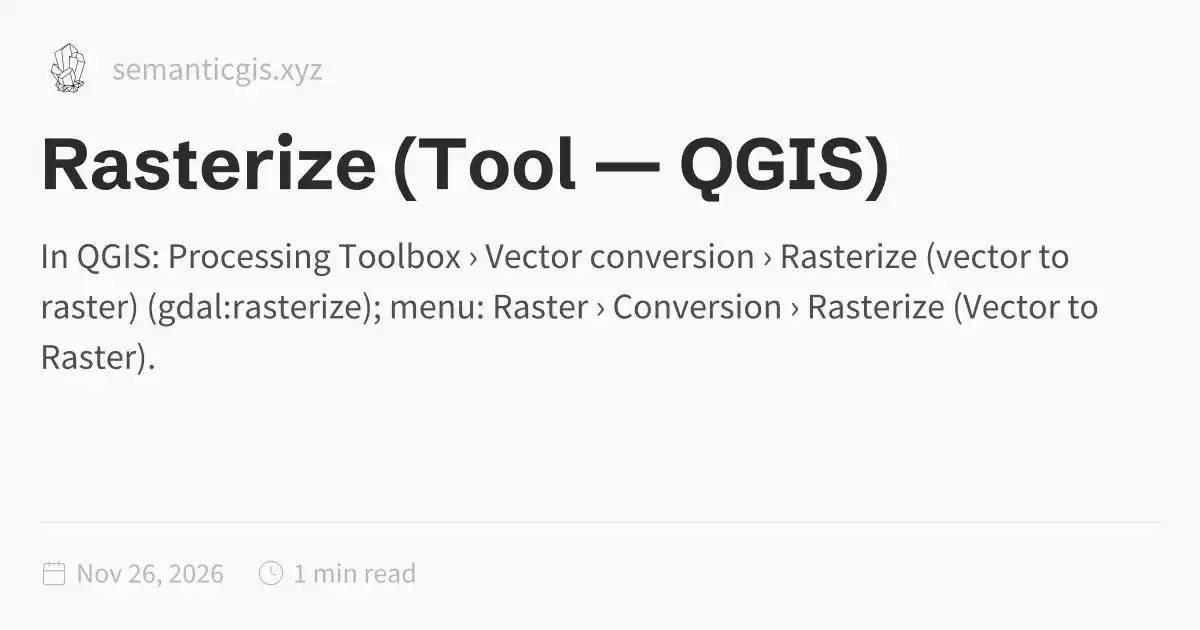 semanticgis.xyz
Rasterize (Tool — QGIS)
In QGIS: Processing Toolbox › Vector conversion › Rasterize (vector to
raster) (gdal:rasterize); menu: Raster › Conversion › Rasterize (Vector to
Raster).
Nov 26, 2026 1 min read